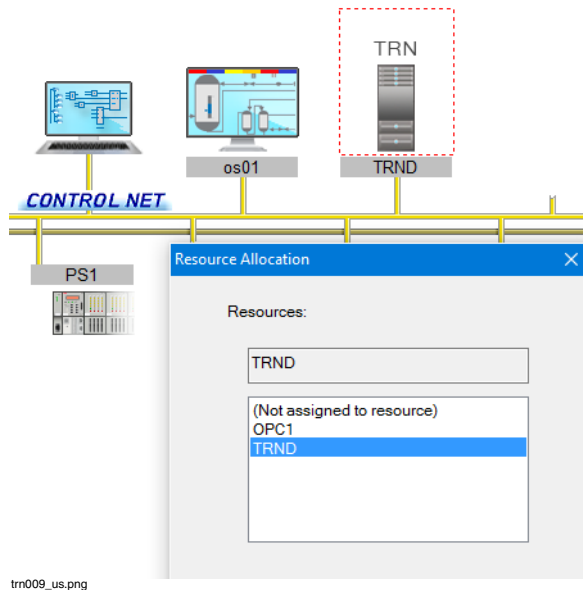 TRN
os01
TRND
CONTROL NET
PS1
Resource Allocation
Resources:
TRND
(Not assigned to resource)
OPC1
TRND
trn009_us.png